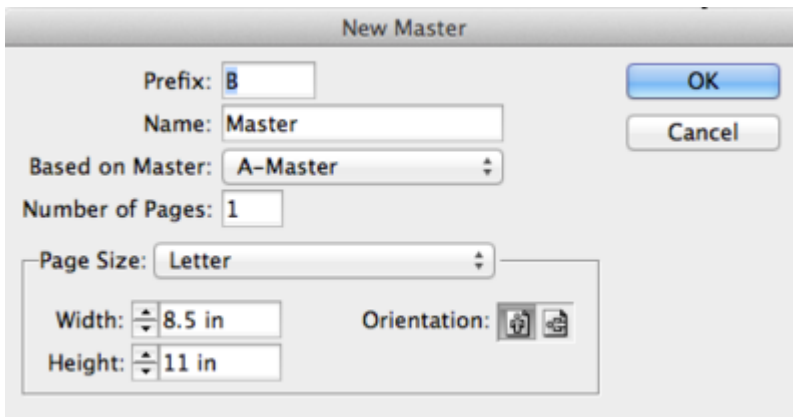 New Master
Prefix: B
OK
Name: Master
Cancel
Based on Master: A-Master
Number of Pages: 1
Page Size: Letter
Width: 8.5 in
Orientation:
Height: 11 in